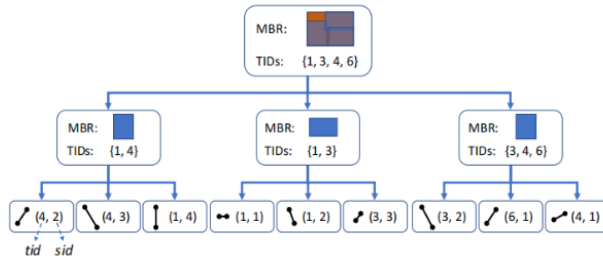 MBR:
TIDs: {1, 3, 4, 6}
MBR: MBR: MBR:
TIDs: {1, 4} TIDs: {1, 3} TIDs: {3, 4, 6}
(4, 2) (4, 3) (1, 4) (1, 1) (1, 2) (3, 3) (3, 2) (6, 1) (4, 1)
tid sid